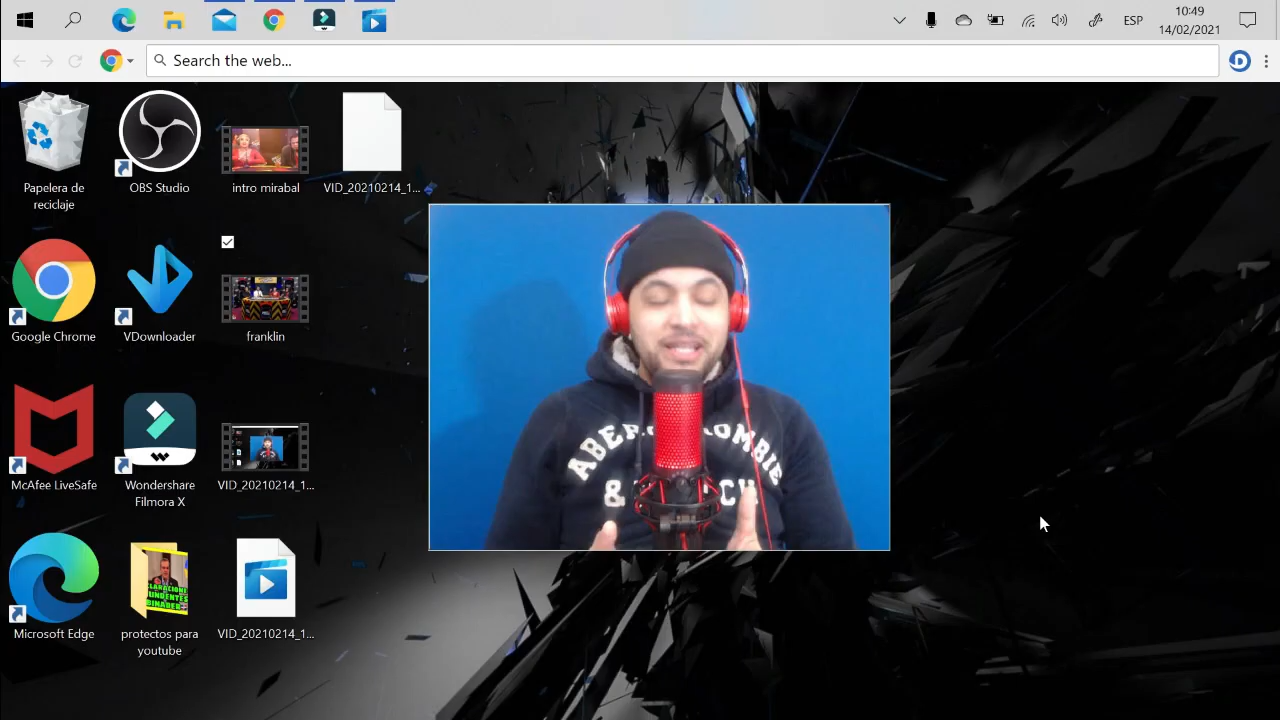 ESP
10:49
14/02/2021
Search the web...
Papelera de
reciclaje
OBS Studio
intro mirabal
VID_20210214_1...
Google Chrome
VDownloader
franklin
McAfee LiveSafe
Wondershare
Filmora X
VID_20210214_1...
Microsoft Edge
protectos para
youtube
VID_20210214_1...